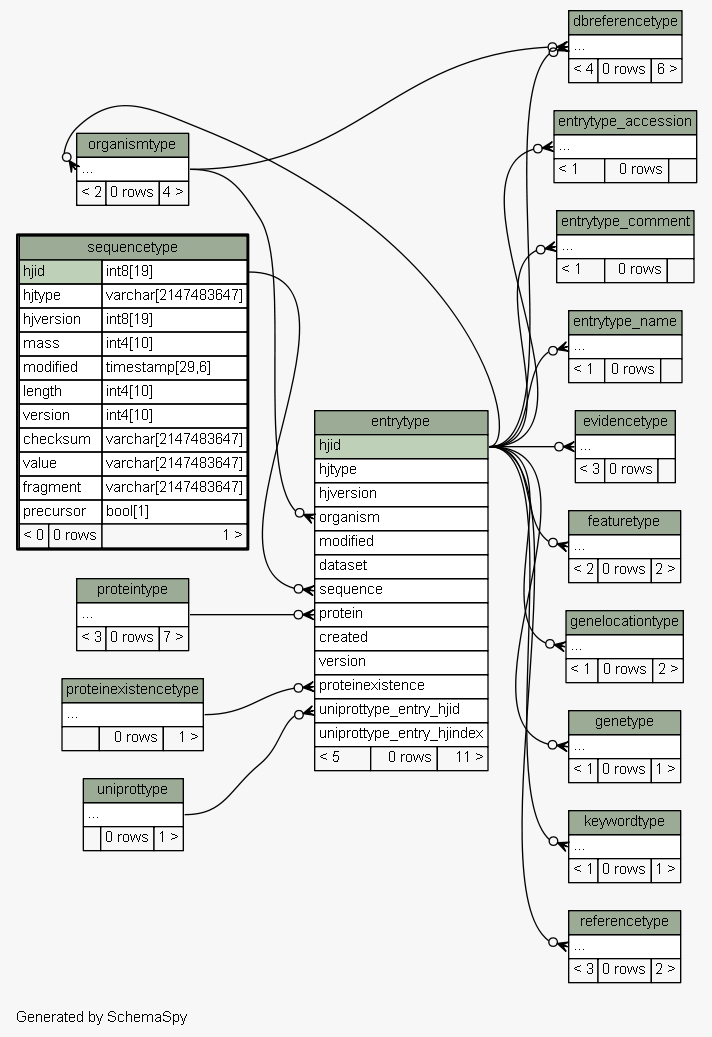 dbreferencetype
...
< 4 0 rows 6 >
entrytype_accession
...
< 1 0 rows
organismtype
...
< 2 0 rows 4 >
entrytype_comment
...
< 1 0 rows
sequencetype
hjid int8[19]
hjtype varchar[2147483647]
hjversion int8[19]
mass int4[10]
modified timestamp[29,6]
length int4[10]
version int4[10]
checksum varchar[2147483647]
value varchar[2147483647]
fragment varchar[2147483647]
precursor bool[1]
< 0 0 rows 1 >
entrytype_name
...
< 1 0 rows
entrytype
hjid
hjtype
hjversion
organism
modified
dataset
sequence
protein
created
version
proteinexistence
uniprottype_entry_hjid
uniprottype_entry_hjindex
< 5 0 rows 11 >
evidencetype
...
< 3 0 rows
featuretype
...
< 2 0 rows 2 >
proteintype
...
< 3 0 rows 7 >
genelocationtype
...
< 1 0 rows 2 >
proteinexistencetype
...
0 rows 1 >
genetype
...
< 1 0 rows 1 >
uniprottype
...
0 rows 1 >
keywordtype
...
< 1 0 rows 1 >
referencetype
...
< 3 0 rows 2 >
Generated by SchemaSpy